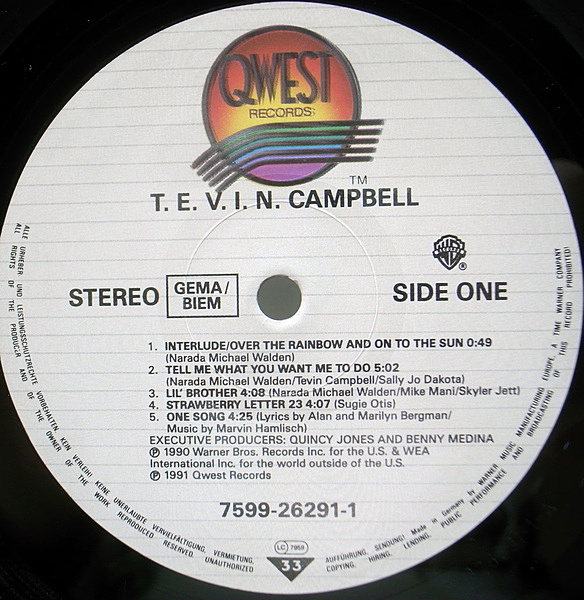 QWEST
RECORDS
TM
T. E. V. I. N. CAMPBELL
STEREO
GEMA/
BIEM
SIDE ONE
1. INTERLUDE/OVER THE RAINBOW AND ON TO THE SUN 0:49
(Narada Michael Walden)
2. TELL ME WHAT YOU WANT ME TO DO 5:02
(Narada Michael Walden/Tevin Campbell/Sally Jo Dakota)
3. LIL' BROTHER 4:08 (Narada Michael Walden/Mike Mani/Skyler Jett)
4. STRAWBERRY LETTER 23 4:07 (Sugie Otis)
5. ONE SONG 4:25 (Lyrics by Alan and Marilyn Bergman/
Music by Marvin Hamlisch)
EXECUTIVE PRODUCERS: QUINCY JONES AND BENNY MEDINA
℗ 1990 Warner Bros. Records Inc. for the U.S. & WEA
International Inc. for the world outside of the U.S.
℗ 1991 Qwest Records
7599-26291-1
LC 7959
33
ALLE URHEBER UND LEISTUNGSSCHUTZRECHTE VORBEHALTEN. KEIN VERLEIH! KEINE UNERLAUBTE VERVIELFÄLTIGUNG, VERMIETUNG, AUFFÜHRUNG, SENDUNG! Made in Germany by WARNER MUSIC MANUFACTURING EUROPE, A TIME WARNER COMPANY
ALL RIGHTS OF THE PRODUCER AND OF THE OWNER OF THE WORK REPRODUCED RESERVED. UNAUTHORIZED COPYING, HIRING, LENDING, PUBLIC PERFORMANCE AND BROADCASTING OF THIS RECORD PROHIBITED!